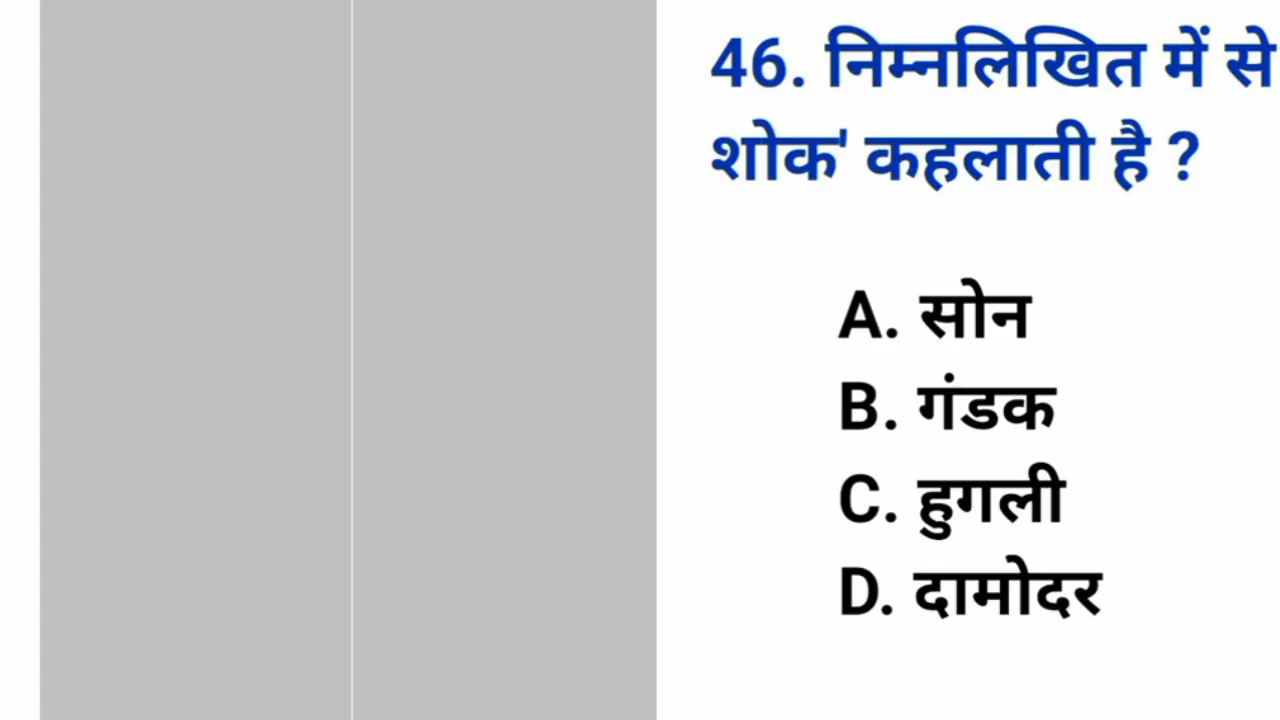 46. निम्नलिखित में से
शोक' कहलाती है ?
A. सोन
B. गंडक
C. हुगली
D. दामोदर